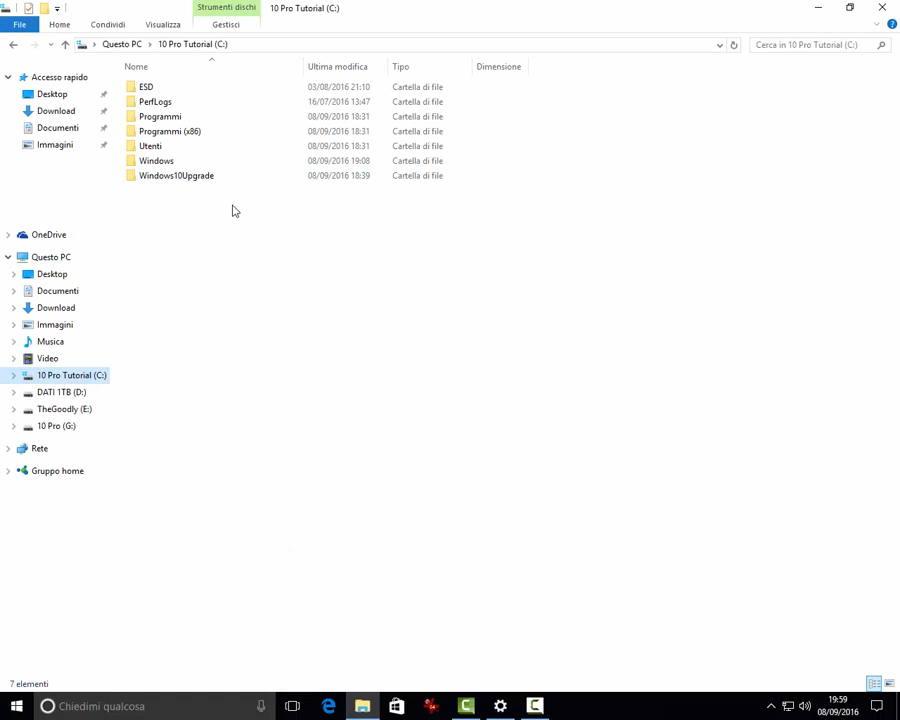 Strumenti dischi 10 Pro Tutorial (C:)
File Home Condividi Visualizza Gestisci
Questo PC 10 Pro Tutorial (C:) Cerca in 10 Pro Tutorial (C:)
Nome Ultima modifica Tipo Dimensione
Accesso rapido
Desktop
Download
Documenti
Immagini
OneDrive
Questo PC
Desktop
Documenti
Download
Immagini
Musica
Video
10 Pro Tutorial (C:)
DATI 1TB (D:)
TheGoodly (E:)
10 Pro (G:)
Rete
Gruppo home
ESD 03/08/2016 21:10 Cartella di file
PerfLogs 16/07/2016 13:47 Cartella di file
Programmi 08/09/2016 18:31 Cartella di file
Programmi (x86) 08/09/2016 18:31 Cartella di file
Utenti 08/09/2016 18:31 Cartella di file
Windows 08/09/2016 19:08 Cartella di file
Windows10Upgrade 08/09/2016 18:39 Cartella di file
7 elementi
Chiedimi qualcosa
19:59
08/09/2016